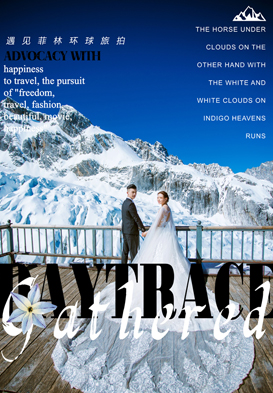 遇见菲林环球旅拍
ADVOCACY WITH
happiness
to travel, the pursuit
of "freedom,
travel, fashion,
beautiful, movie,
happiness
THE HORSE UNDER
CLOUDS ON THE
OTHER HAND WITH
THE WHITE AND
WHITE CLOUDS ON
INDIGO HEAVENS
RUNS
DAYTRACE
Gathered